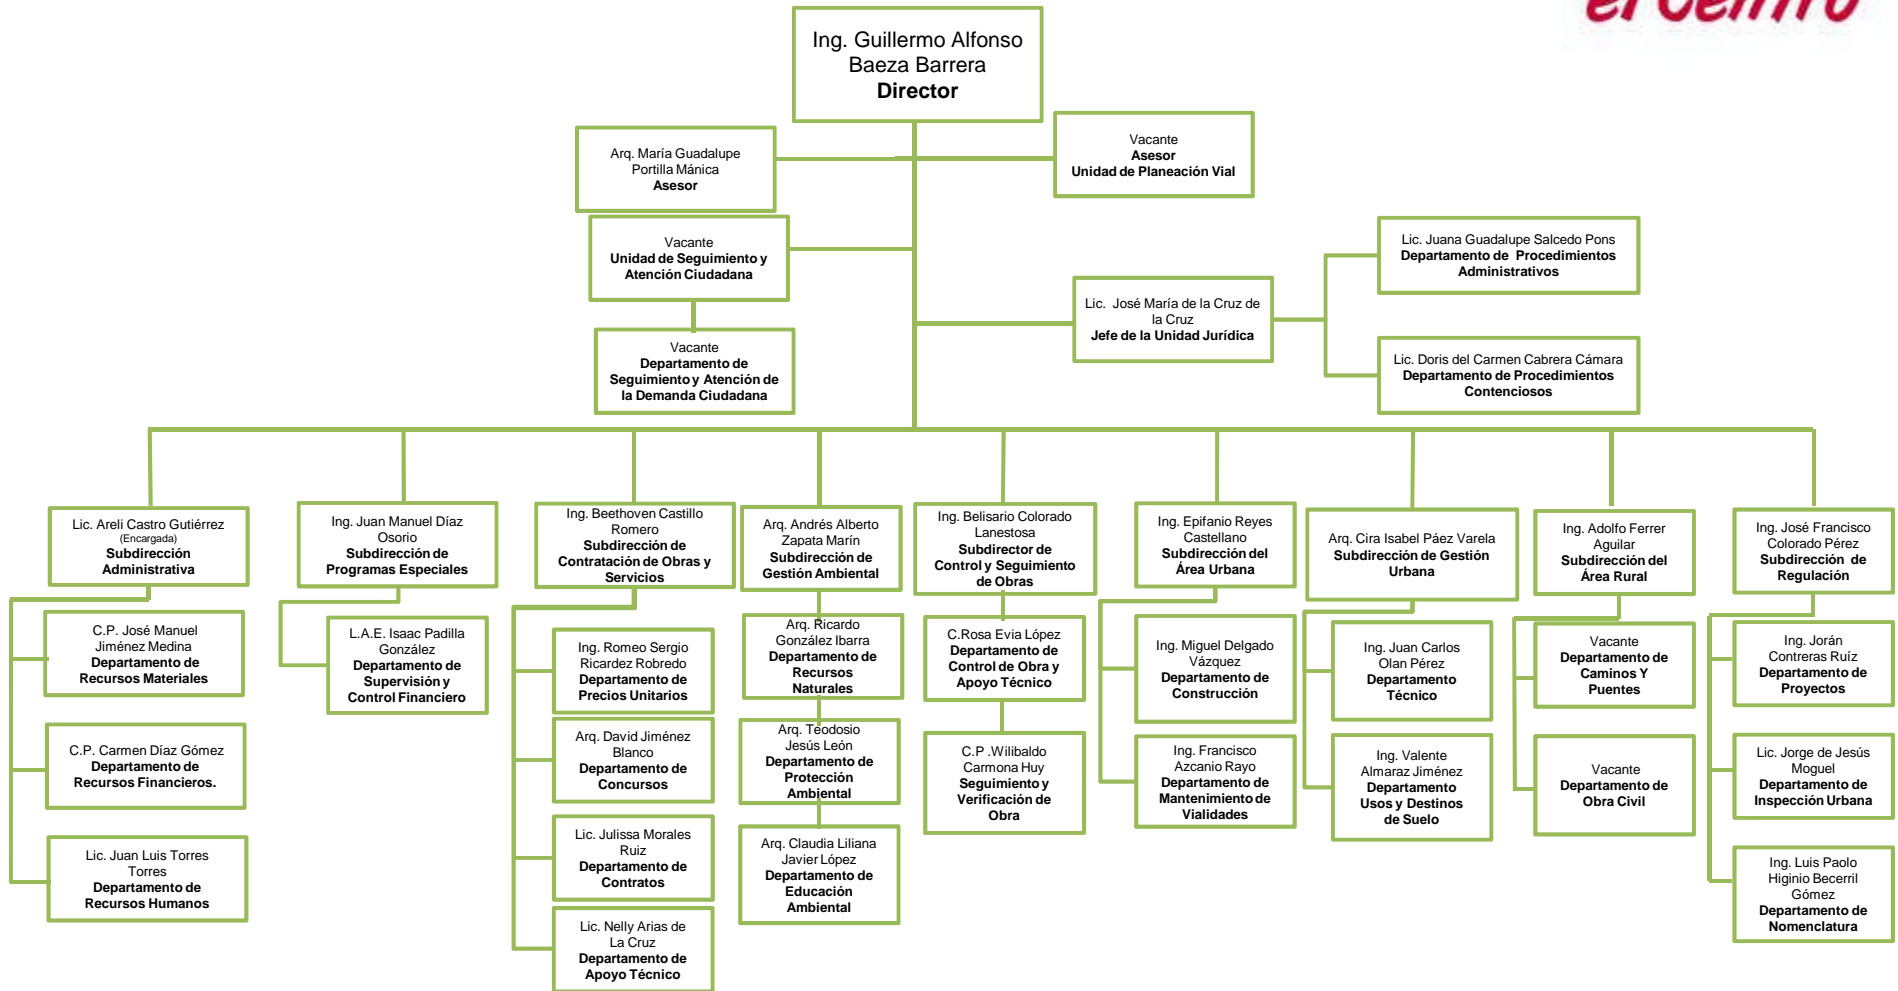 el Centro
Ing. Guillermo Alfonso
Baeza Barrera
Director
Arq. María Guadalupe
Portilla Mánica
Asesor
Vacante
Asesor
Unidad de Planeación Vial
Vacante
Unidad de Seguimiento y
Atención Ciudadana
Vacante
Departamento de
Seguimiento y Atención de
la Demanda Ciudadana
Lic. José María de la Cruz de
la Cruz
Jefe de la Unidad Jurídica
Lic. Juana Guadalupe Salcedo Pons
Departamento de Procedimientos
Administrativos
Lic. Doris del Carmen Cabrera Cámara
Departamento de Procedimientos
Contenciosos
Lic. Areli Castro Gutiérrez
(Encargada)
Subdirección
Administrativa
C.P. José Manuel
Jiménez Medina
Departamento de
Recursos Materiales
C.P. Carmen Díaz Gómez
Departamento de
Recursos Financieros.
Lic. Juan Luis Torres
Torres
Departamento de
Recursos Humanos
Ing. Juan Manuel Díaz
Osorio
Subdirección de
Programas Especiales
L.A.E. Isaac Padilla
González
Departamento de
Supervisión y
Control Financiero
Ing. Beethoven Castillo
Romero
Subdirección de
Contratación de Obras y
Servicios
Ing. Romeo Sergio
Ricardez Robredo
Departamento de
Precios Unitarios
Arq. David Jiménez
Blanco
Departamento de
Concursos
Lic. Julissa Morales
Ruiz
Departamento de
Contratos
Lic. Nelly Arias de
La Cruz
Departamento de
Apoyo Técnico
Arq. Andrés Alberto
Zapata Marín
Subdirección de
Gestión Ambiental
Arq. Ricardo
González Ibarra
Departamento de
Recursos
Naturales
Arq. Teodosio
Jesús León
Departamento de
Protección
Ambiental
Arq. Claudia Liliana
Javier López
Departamento de
Educación
Ambiental
Ing. Belisario Colorado
Lanestosa
Subdirector de
Control y Seguimiento
de Obras
C.Rosa Evia López
Departamento de
Control de Obra y
Apoyo Técnico
C.P .Wilibaldo
Carmona Huy
Seguimiento y
Verificación de
Obra
Ing. Epifanio Reyes
Castellano
Subdirección del
Área Urbana
Ing. Miguel Delgado
Vázquez
Departamento de
Construcción
Ing. Francisco
Azcanio Rayo
Departamento de
Mantenimiento de
Vialidades
Arq. Cira Isabel Páez Varela
Subdirección de Gestión
Urbana
Ing. Juan Carlos
Olan Pérez
Departamento
Técnico
Ing. Valente
Almaraz Jiménez
Departamento
Usos y Destinos
de Suelo
Ing. Adolfo Ferrer
Aguilar
Subdirección del
Área Rural
Vacante
Departamento de
Caminos Y
Puentes
Vacante
Departamento de
Obra Civil
Ing. José Francisco
Colorado Pérez
Subdirección de
Regulación
Ing. Jorán
Contreras Ruíz
Departamento de
Proyectos
Lic. Jorge de Jesús
Moguel
Departamento de
Inspección Urbana
Ing. Luis Paolo
Higinio Becerril
Gómez
Departamento de
Nomenclatura